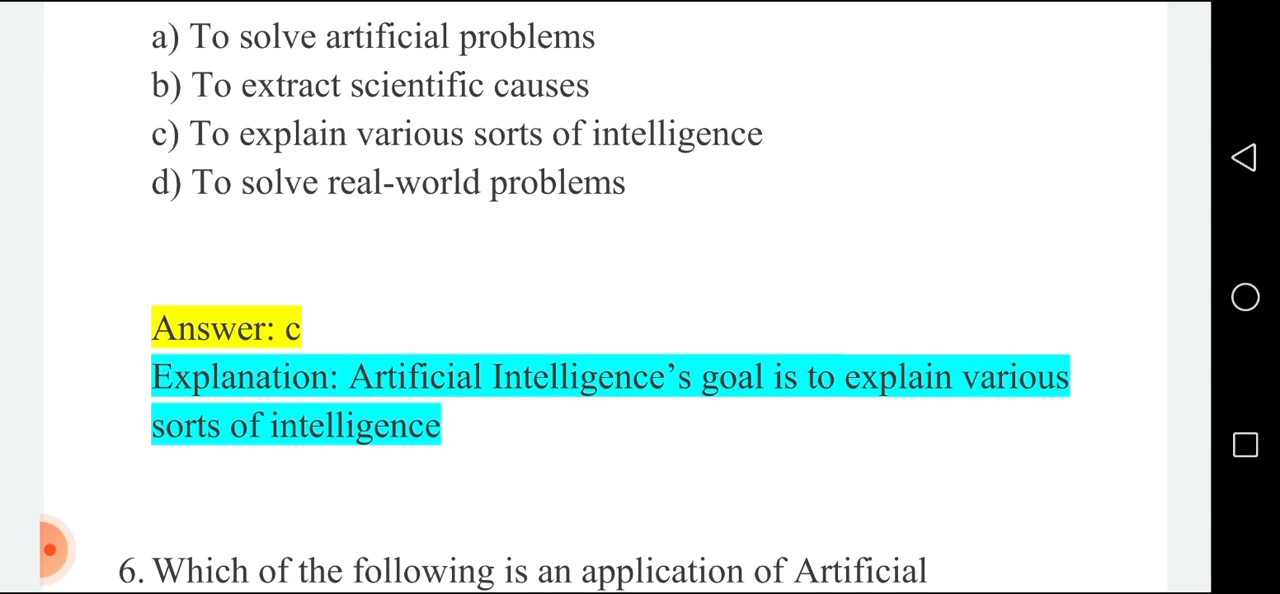 a) To solve artificial problems
b) To extract scientific causes
c) To explain various sorts of intelligence
d) To solve real-world problems
Answer: c
Explanation: Artificial Intelligence’s goal is to explain various
sorts of intelligence
6. Which of the following is an application of Artificial